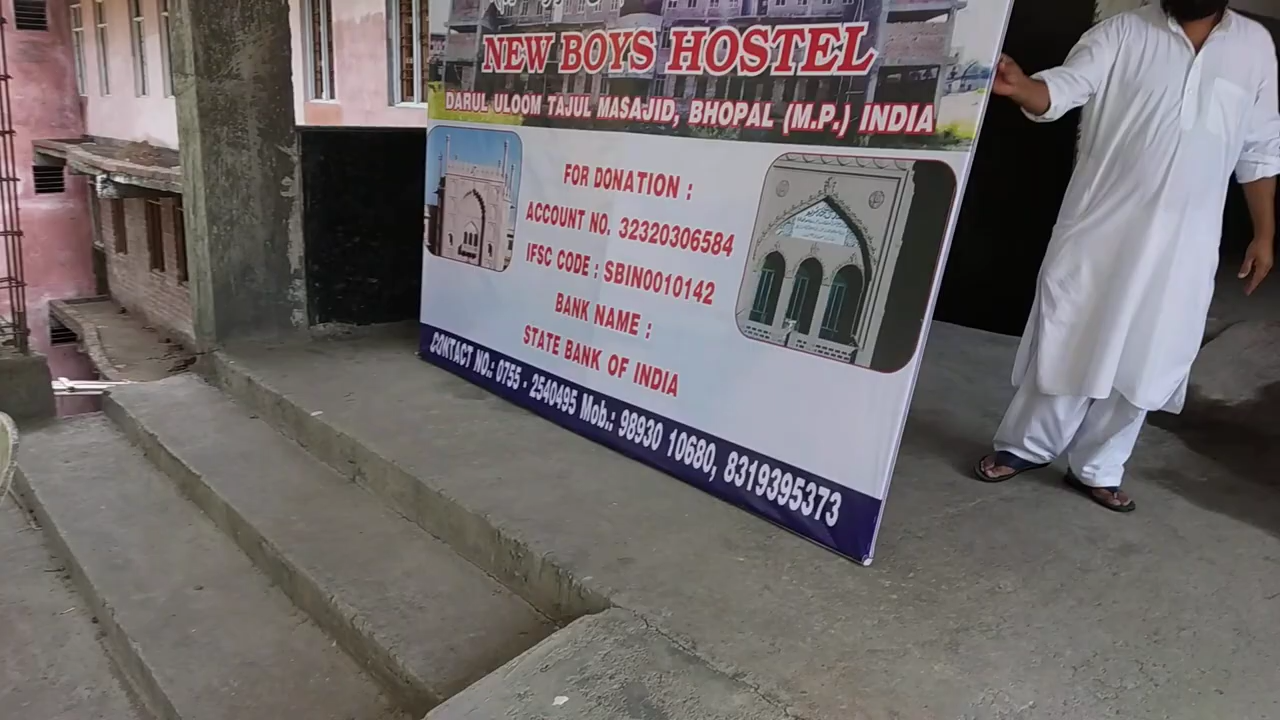 NEW BOYS HOSTEL
DARUL ULOOM TAJUL MASAJID, BHOPAL (M.P.) INDIA
FOR DONATION :
ACCOUNT NO. 32320306584
IFSC CODE : SBIN0010142
BANK NAME :
STATE BANK OF INDIA
CONTACT NO.: 0755 - 2540495 Mob.: 98930 10680, 8319395373